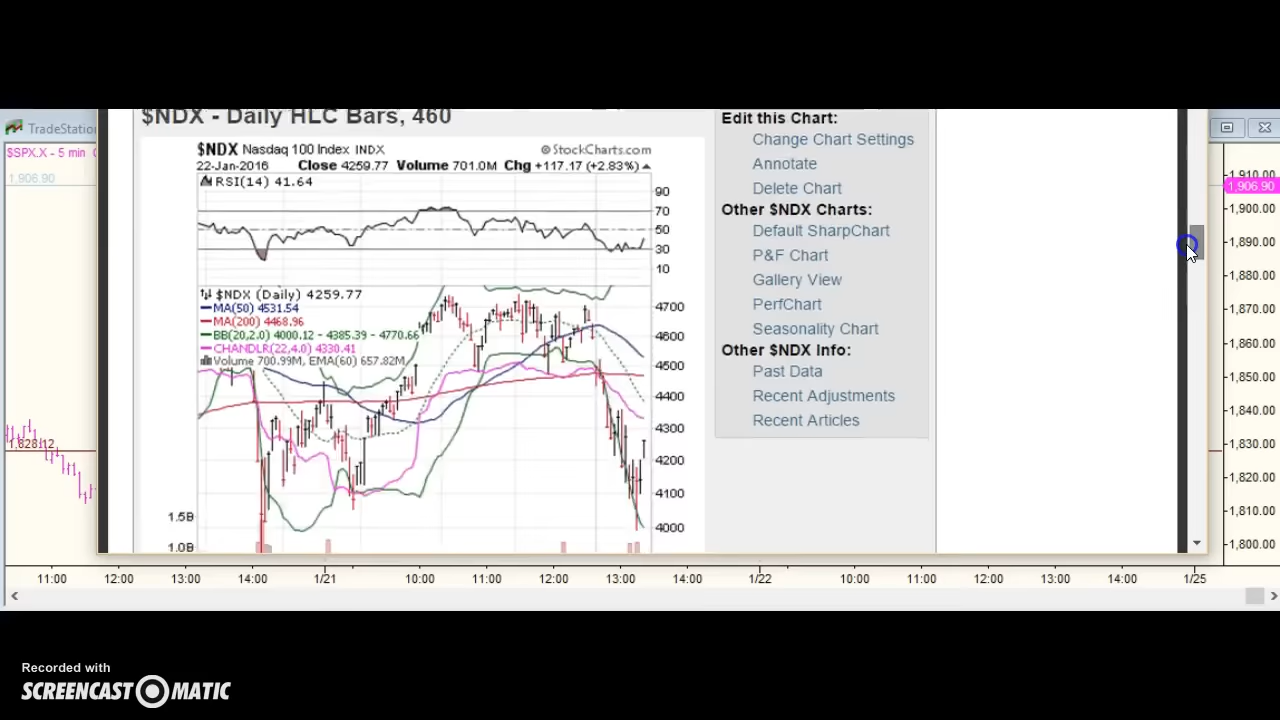 $NDX - Daily HLC Bars, 460
$NDX Nasdaq 100 Index INDX
© StockCharts.com
22-Jan-2016 Close 4259.77 Volume 701.0M Chg +117.17 (+2.83%)
RSI(14) 41.64
90
70
50
30
10
$NDX (Daily) 4259.77
MA(50) 4531.54
MA(200) 4468.96
BB(20,2.0) 4000.12 - 4385.39 - 4770.66
CHANDLR(22,4.0) 4330.41
Volume 700.99M, EMA(60) 657.82M
4700
4600
4500
4400
4300
4200
4100
4000
1.5B
1.0B
Edit this Chart:
Change Chart Settings
Annotate
Delete Chart
Other $NDX Charts:
Default SharpChart
P&F Chart
Gallery View
PerfChart
Seasonality Chart
Other $NDX Info:
Past Data
Recent Adjustments
Recent Articles
TradeStatio
$SPX.X - 5 min
1,906.90
1,828.12
1,910.00
1,906.90
1,900.00
1,890.00
1,880.00
1,870.00
1,860.00
1,850.00
1,840.00
1,830.00
1,820.00
1,810.00
1,800.00
11:00 12:00 13:00 14:00 1/21 10:00 11:00 12:00 13:00 14:00 1/22 10:00 11:00 12:00 13:00 14:00 1/25
Recorded with
SCREENCAST-O-MATIC